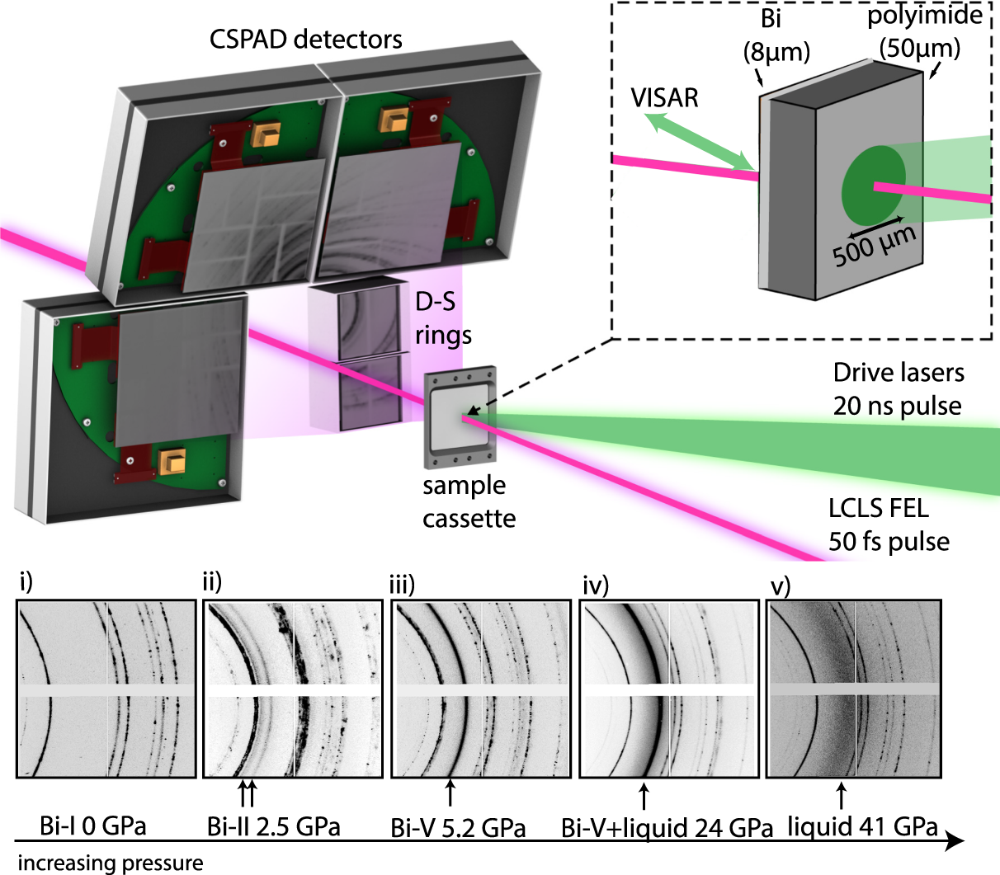 CSPAD detectors
Bi
(8μm)
polyimide
(50μm)
VISAR
500 μm
D-S
rings
Drive lasers
20 ns pulse
sample
cassette
LCLS FEL
50 fs pulse
i)
ii)
iii)
iv)
v)
Bi-I 0 GPa
Bi-II 2.5 GPa
Bi-V 5.2 GPa
Bi-V+liquid 24 GPa
liquid 41 GPa
increasing pressure